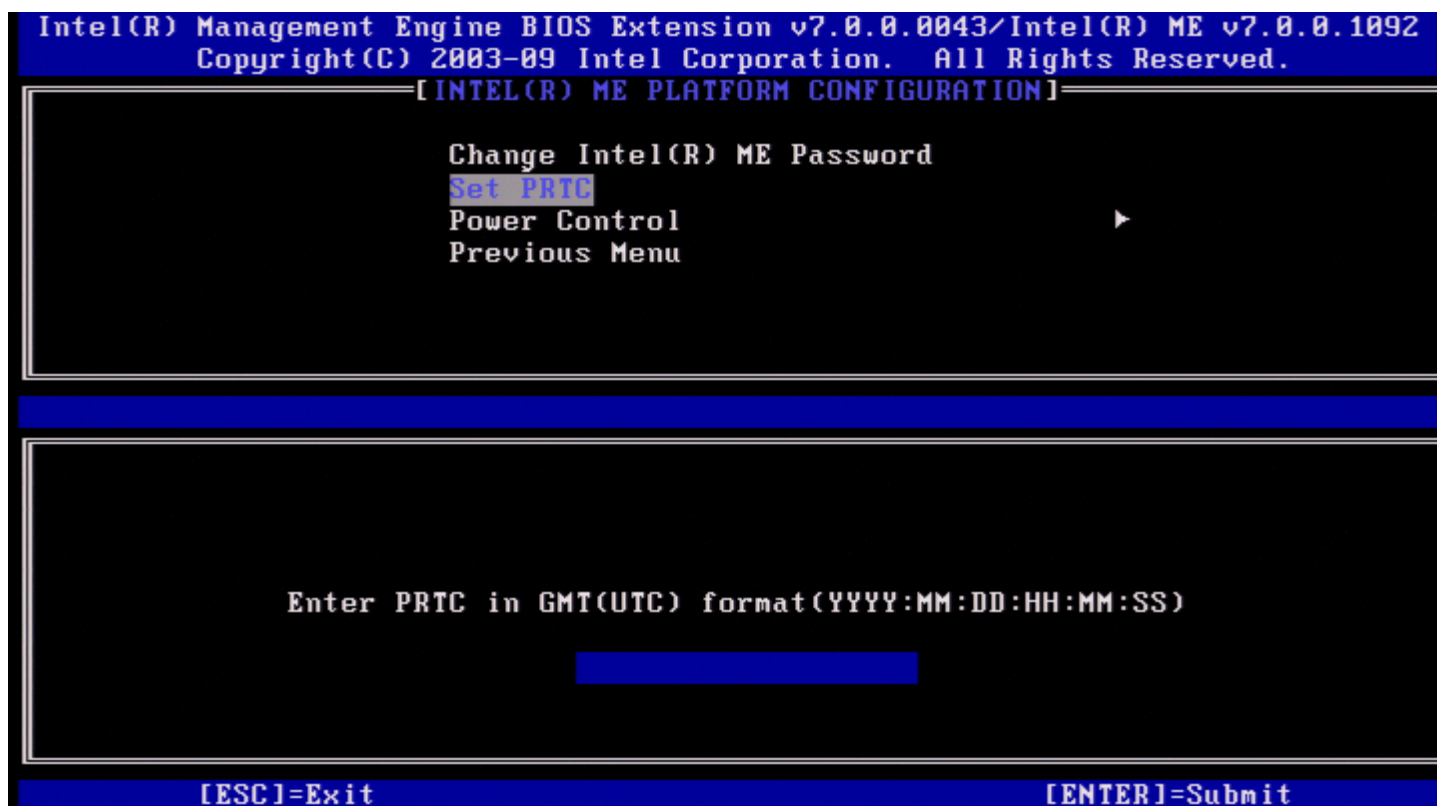 Intel(R) Management Engine BIOS Extension v7.0.0.0043/Intel(R) ME v7.0.0.1092
Copyright(C) 2003-09 Intel Corporation. All Rights Reserved.
[INTEL(R) ME PLATFORM CONFIGURATION]
Change Intel(R) ME Password
Set PRTC
Power Control
Previous Menu
Enter PRTC in GMT(UTC) format(YYYY:MM:DD:HH:MM:SS)
[ESC]=Exit [ENTER]=Submit